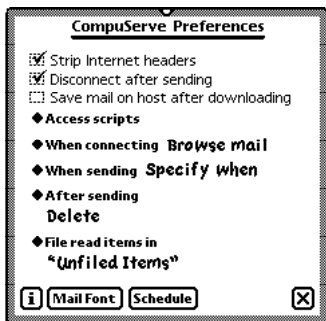 CompuServe Preferences
Strip Internet headers
Disconnect after sending
Save mail on host after downloading
◆Access scripts
◆When connecting Browse mail
◆When sending Specify when
◆After sending
Delete
◆File read items in
“Unfiled Items”
i Mail Font Schedule X